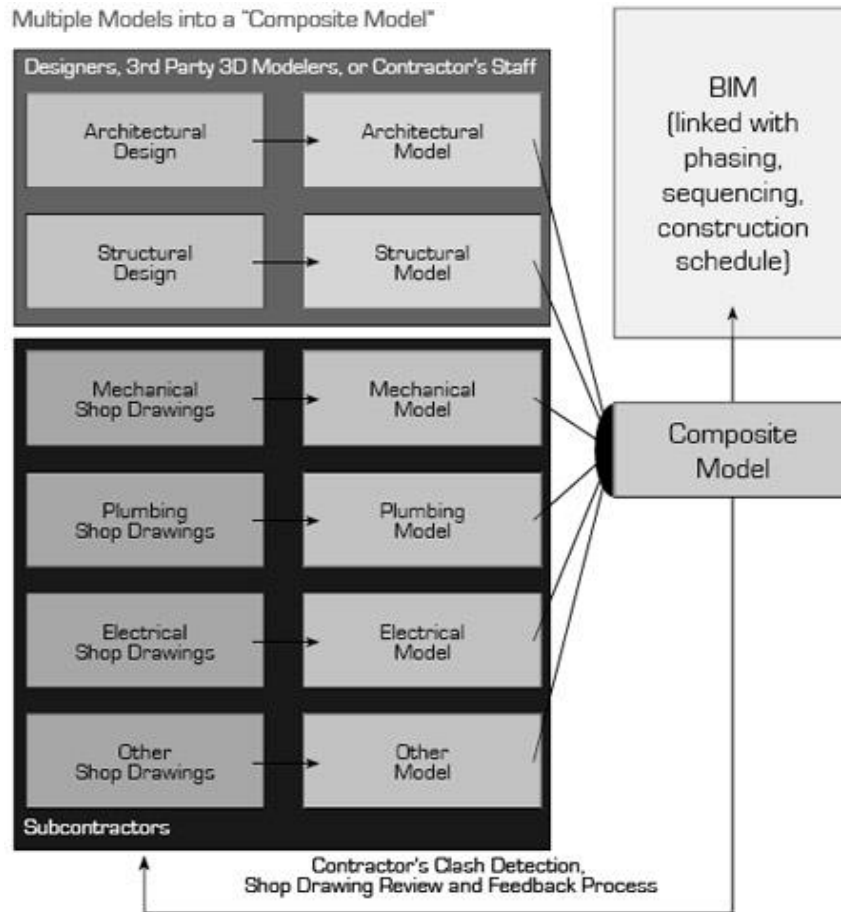 Multiple Models into a "Composite Model"
Designers, 3rd Party 3D Modelers, or Contractor's Staff
Architectural
Design
Architectural
Model
Structural
Design
Structural
Model
Mechanical
Shop Drawings
Mechanical
Model
Plumbing
Shop Drawings
Plumbing
Model
Electrical
Shop Drawings
Electrical
Model
Other
Shop Drawings
Other
Model
Subcontractors
BIM
(linked with
phasing,
sequencing,
construction
schedule)
Composite
Model
Contractor's Clash Detection,
Shop Drawing Review and Feedback Process